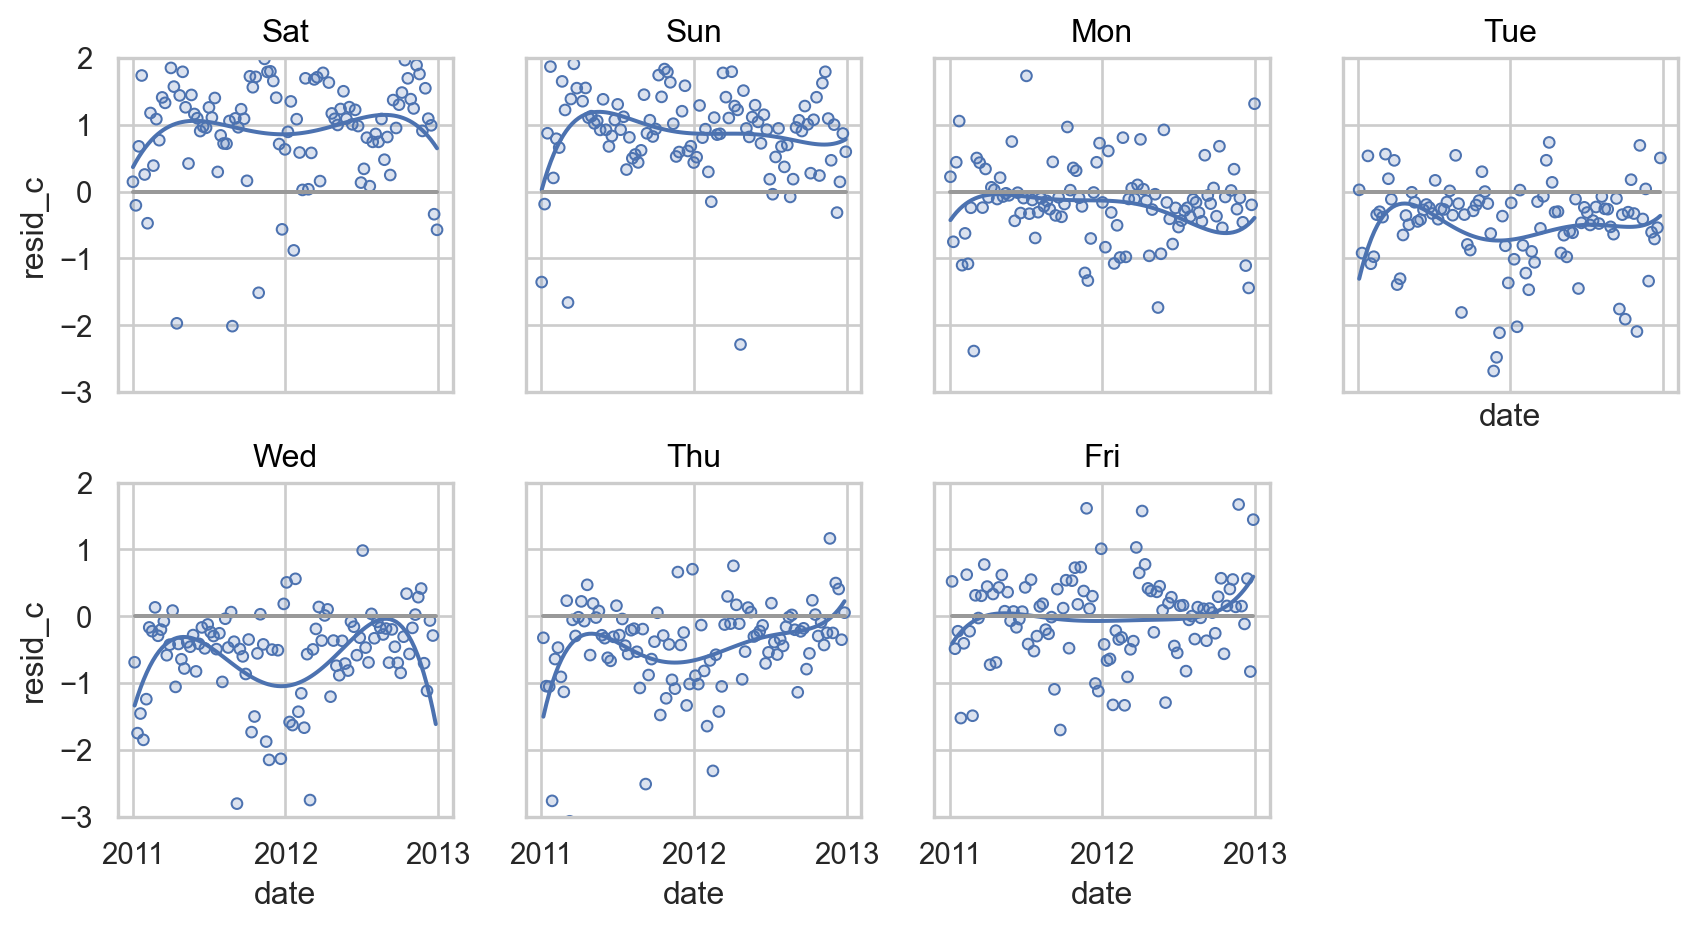 Sat Sun Mon Tue
2
1
0
−1
−2
−3
resid_c
date
Wed Thu Fri
2
1
0
−1
−2
−3
resid_c
2011 2012 2013 2011 2012 2013 2011 2012 2013
date date date